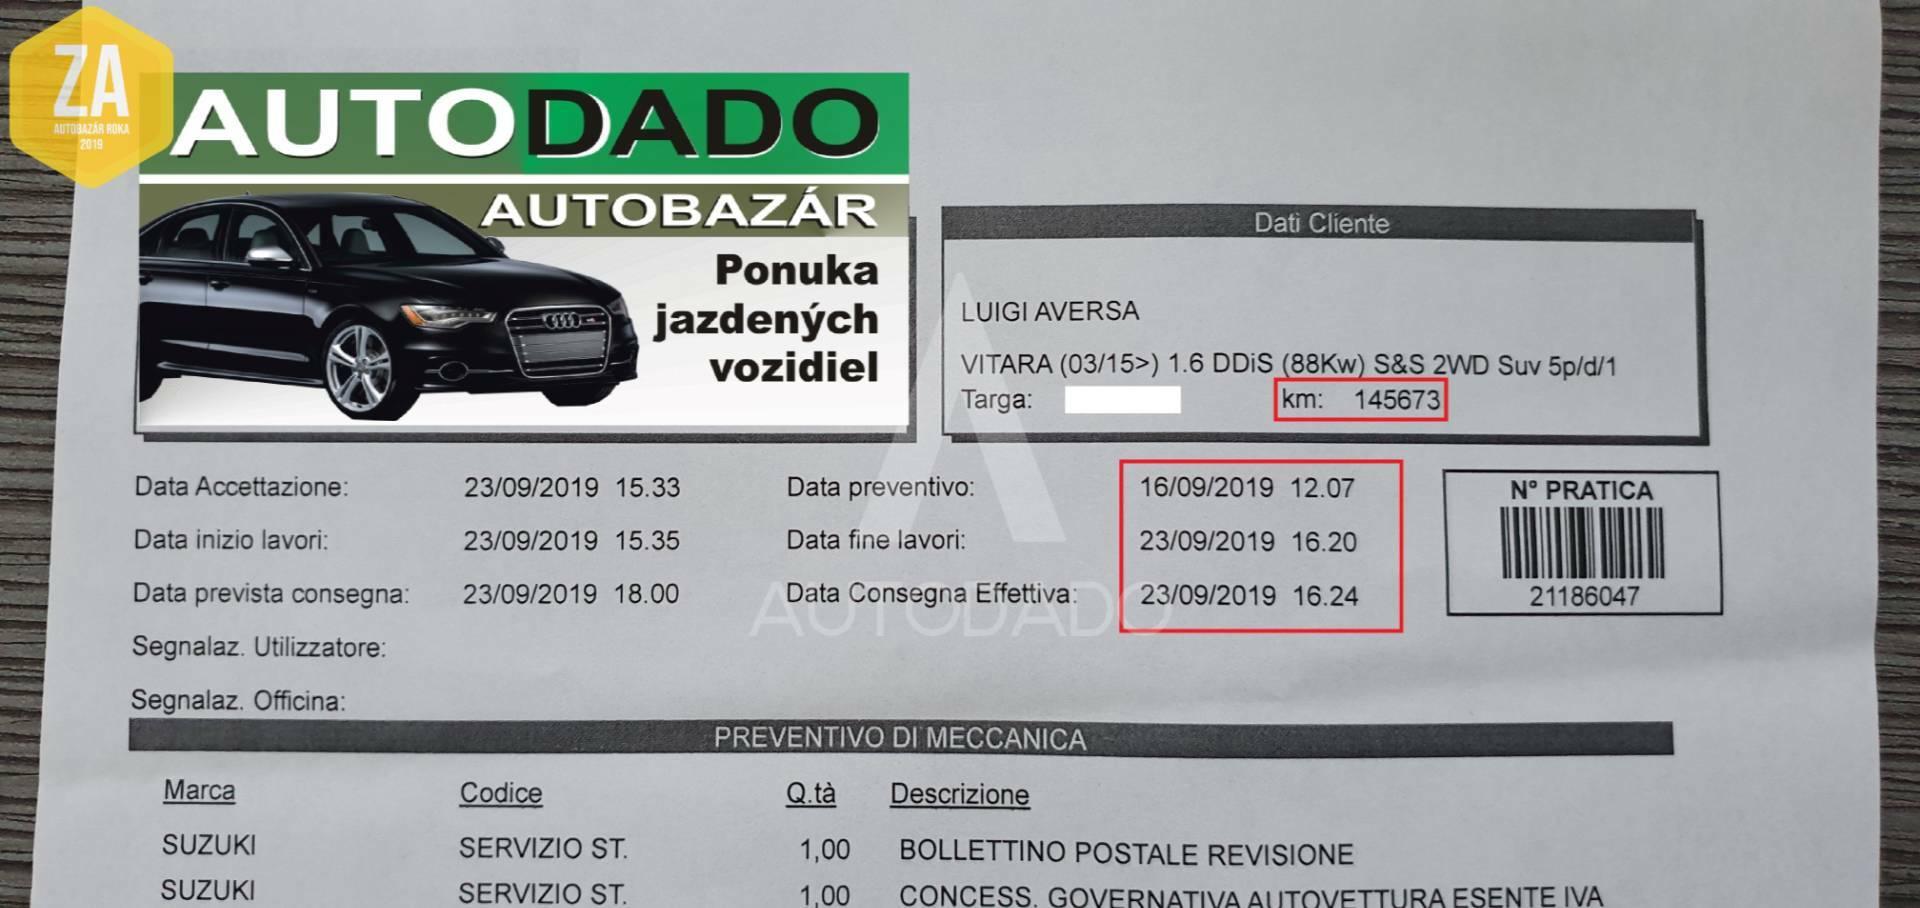 ZA
AUTOBAZÁR ROKA
2019
AUTODADO
AUTOBAZÁR
Ponuka
jazdených
vozidiel
Dati Cliente
LUIGI AVERSA
VITARA (03/15>) 1.6 DDiS (88Kw) S&S 2WD Suv 5p/d/1
Targa: km: 145673
Data Accettazione: 23/09/2019 15.33 Data preventivo: 16/09/2019 12.07
Data inizio lavori: 23/09/2019 15.35 Data fine lavori: 23/09/2019 16.20
Data prevista consegna: 23/09/2019 18.00 Data Consegna Effettiva: 23/09/2019 16.24
N° PRATICA
21186047
AUTODADO
Segnalaz. Utilizzatore:
Segnalaz. Officina:
PREVENTIVO DI MECCANICA
Marca Codice Q.tà Descrizione
SUZUKI SERVIZIO ST. 1,00 BOLLETTINO POSTALE REVISIONE
SUZUKI SERVIZIO ST. 1,00 CONCESS. GOVERNATIVA AUTOVETTURA ESENTE IVA